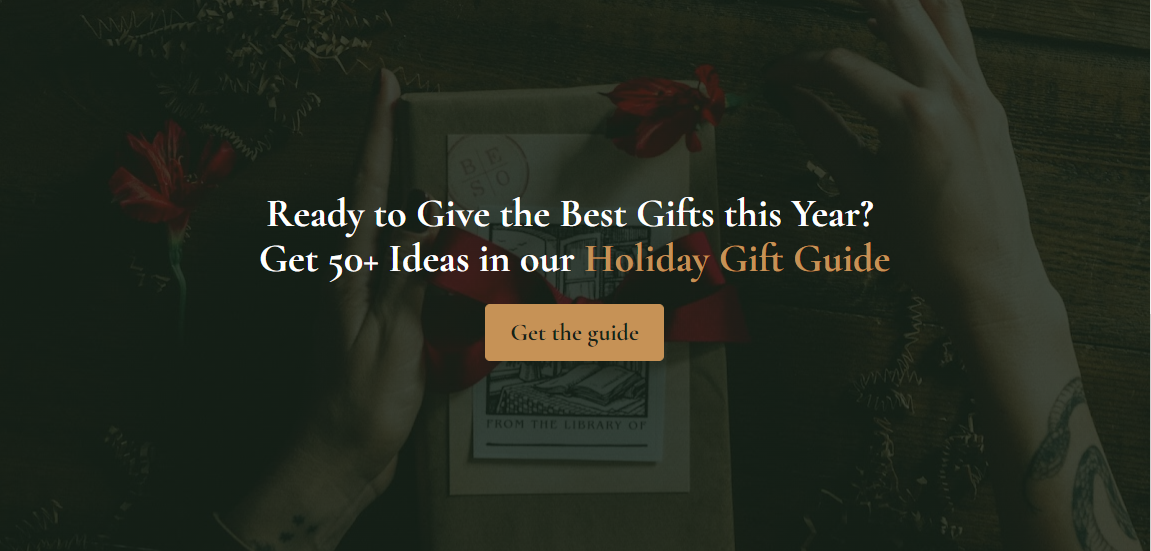 BE
SO
Ready to Give the Best Gifts this Year?
Get 50+ Ideas in our Holiday Gift Guide
Get the guide
FROM THE LIBRARY OF